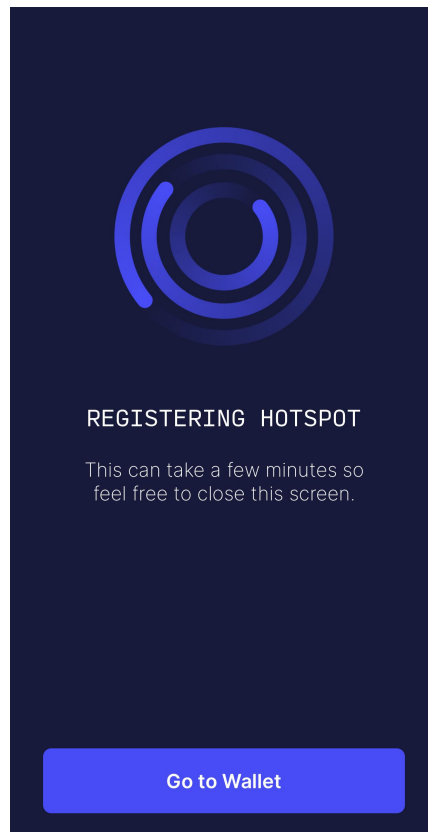 REGISTERING HOTSPOT
This can take a few minutes so
feel free to close this screen.
Go to Wallet